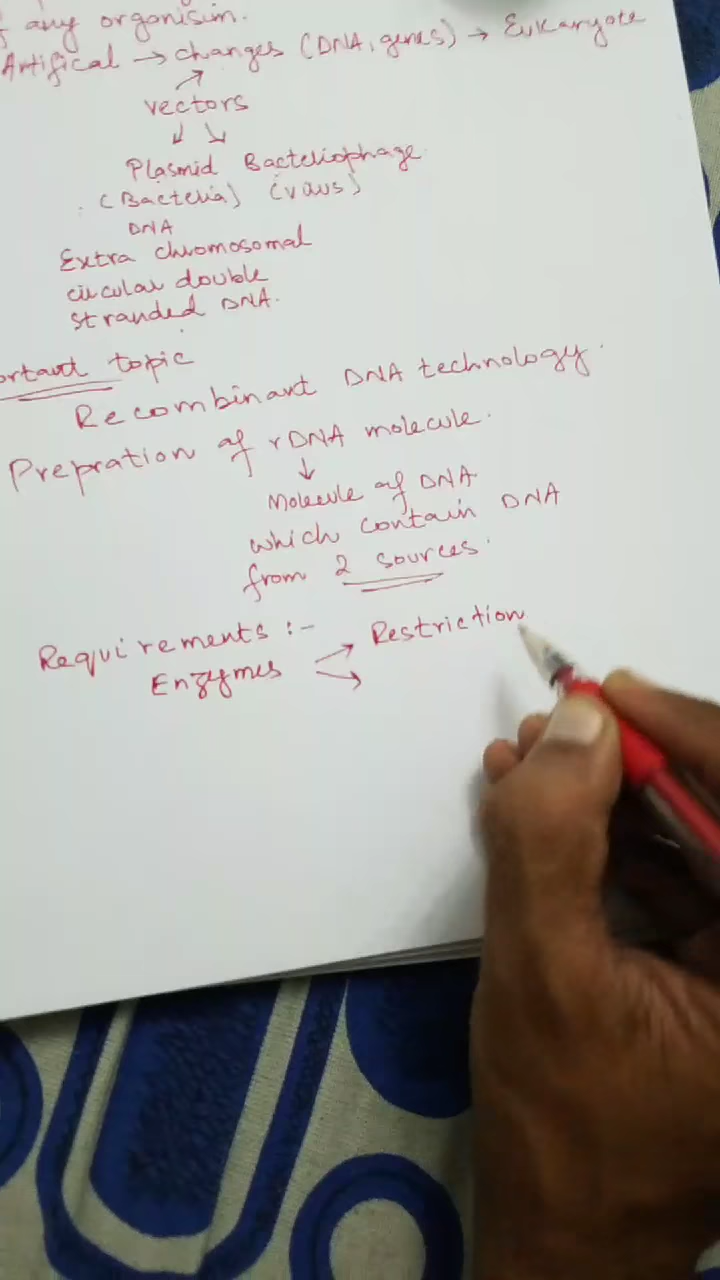 any organisim.
Artifical → changes (DNA, genes) → Eukaryote
vectors
Plasmid Bacteriophage
(Bacteria) (virus)
DNA
Extra chromosomal
circular double
stranded DNA.
ortant topic
Recombinant DNA technology.
Prepration of rDNA molecule.
Molecule of DNA
which contain DNA
from 2 sources.
Requirements :-
Enzymes → Restriction